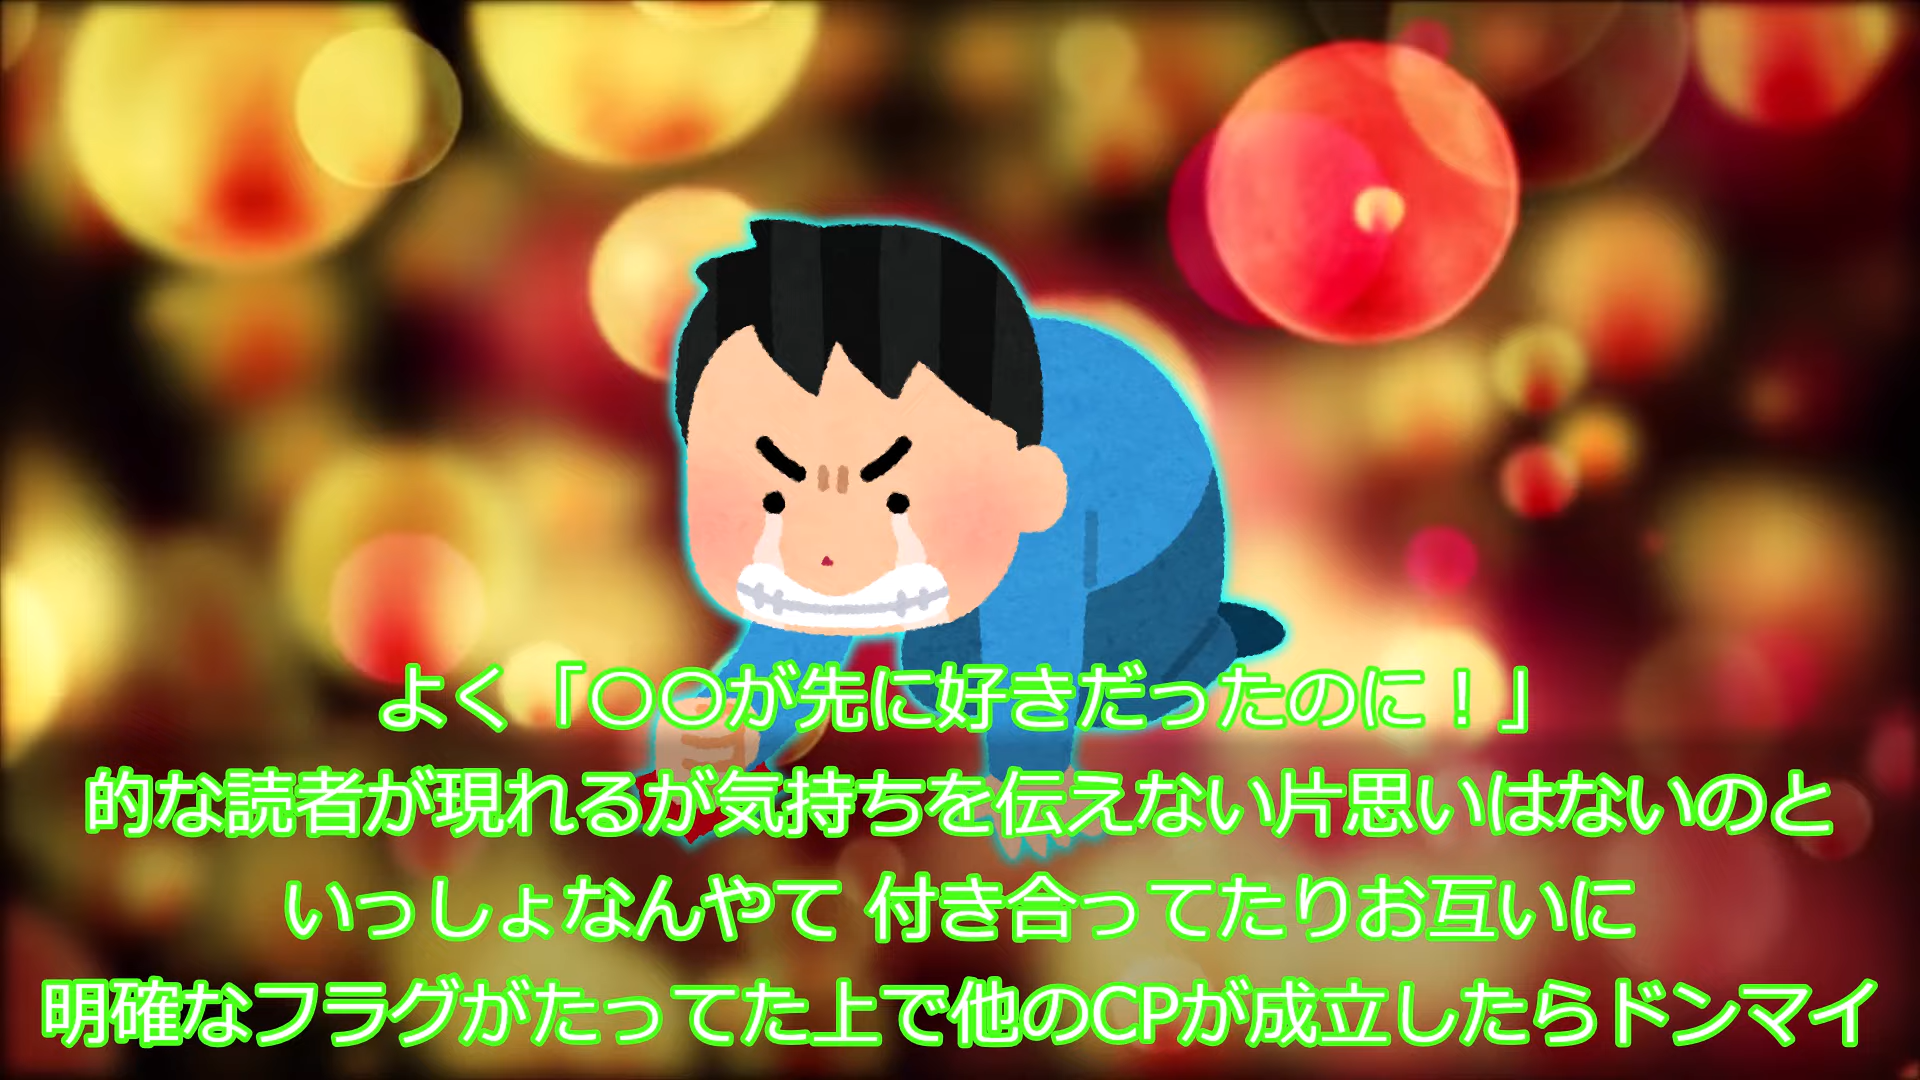 よく「〇〇が先に好きだったのに！」
的な読者が現れるが気持ちを伝えない片思いはないのと
いっしょなんやて 付き合ってたりお互いに
明確なフラグがたってた上で他のCPが成立したらドンマイ